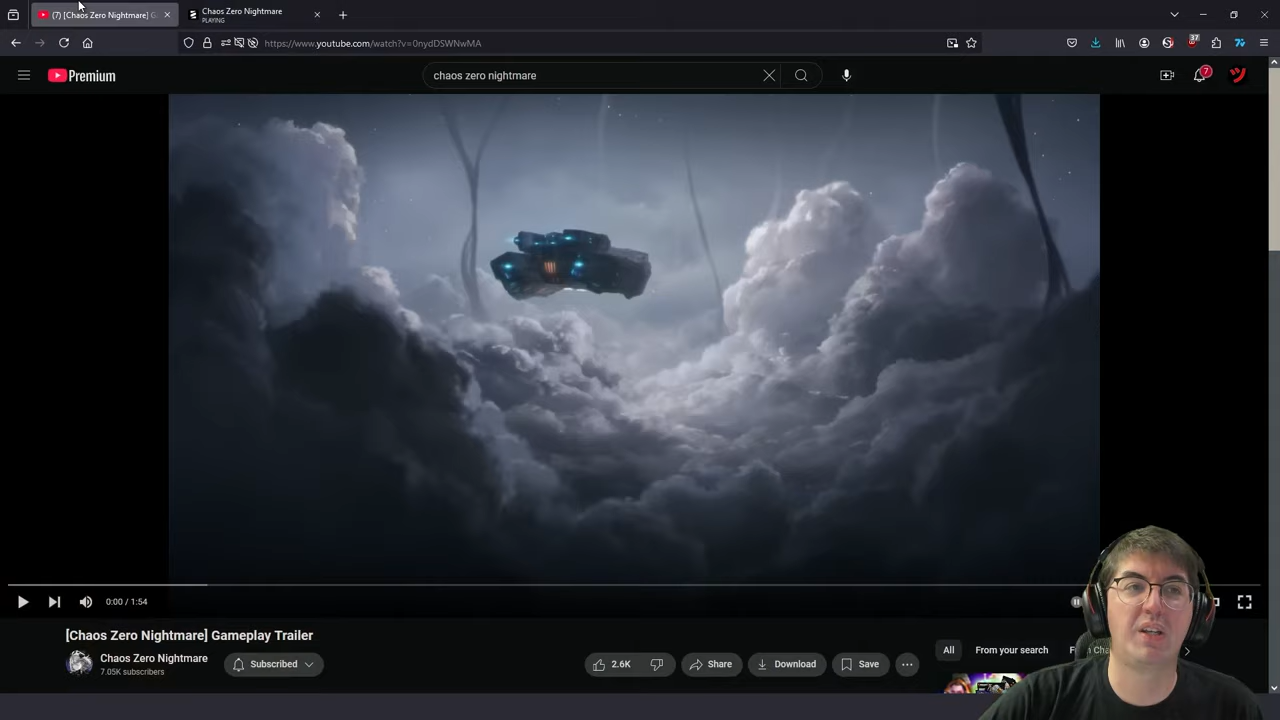 (7) [Chaos Zero Nightmare] G
Chaos Zero Nightmare
PLAYING
https://www.youtube.com/watch?v=0nydDSWNwMA
37
Premium
chaos zero nightmare
7
0:00 / 1:54
[Chaos Zero Nightmare] Gameplay Trailer
Chaos Zero Nightmare
7.05K subscribers
Subscribed
2.6K
Share
Download
Save
All
From your search